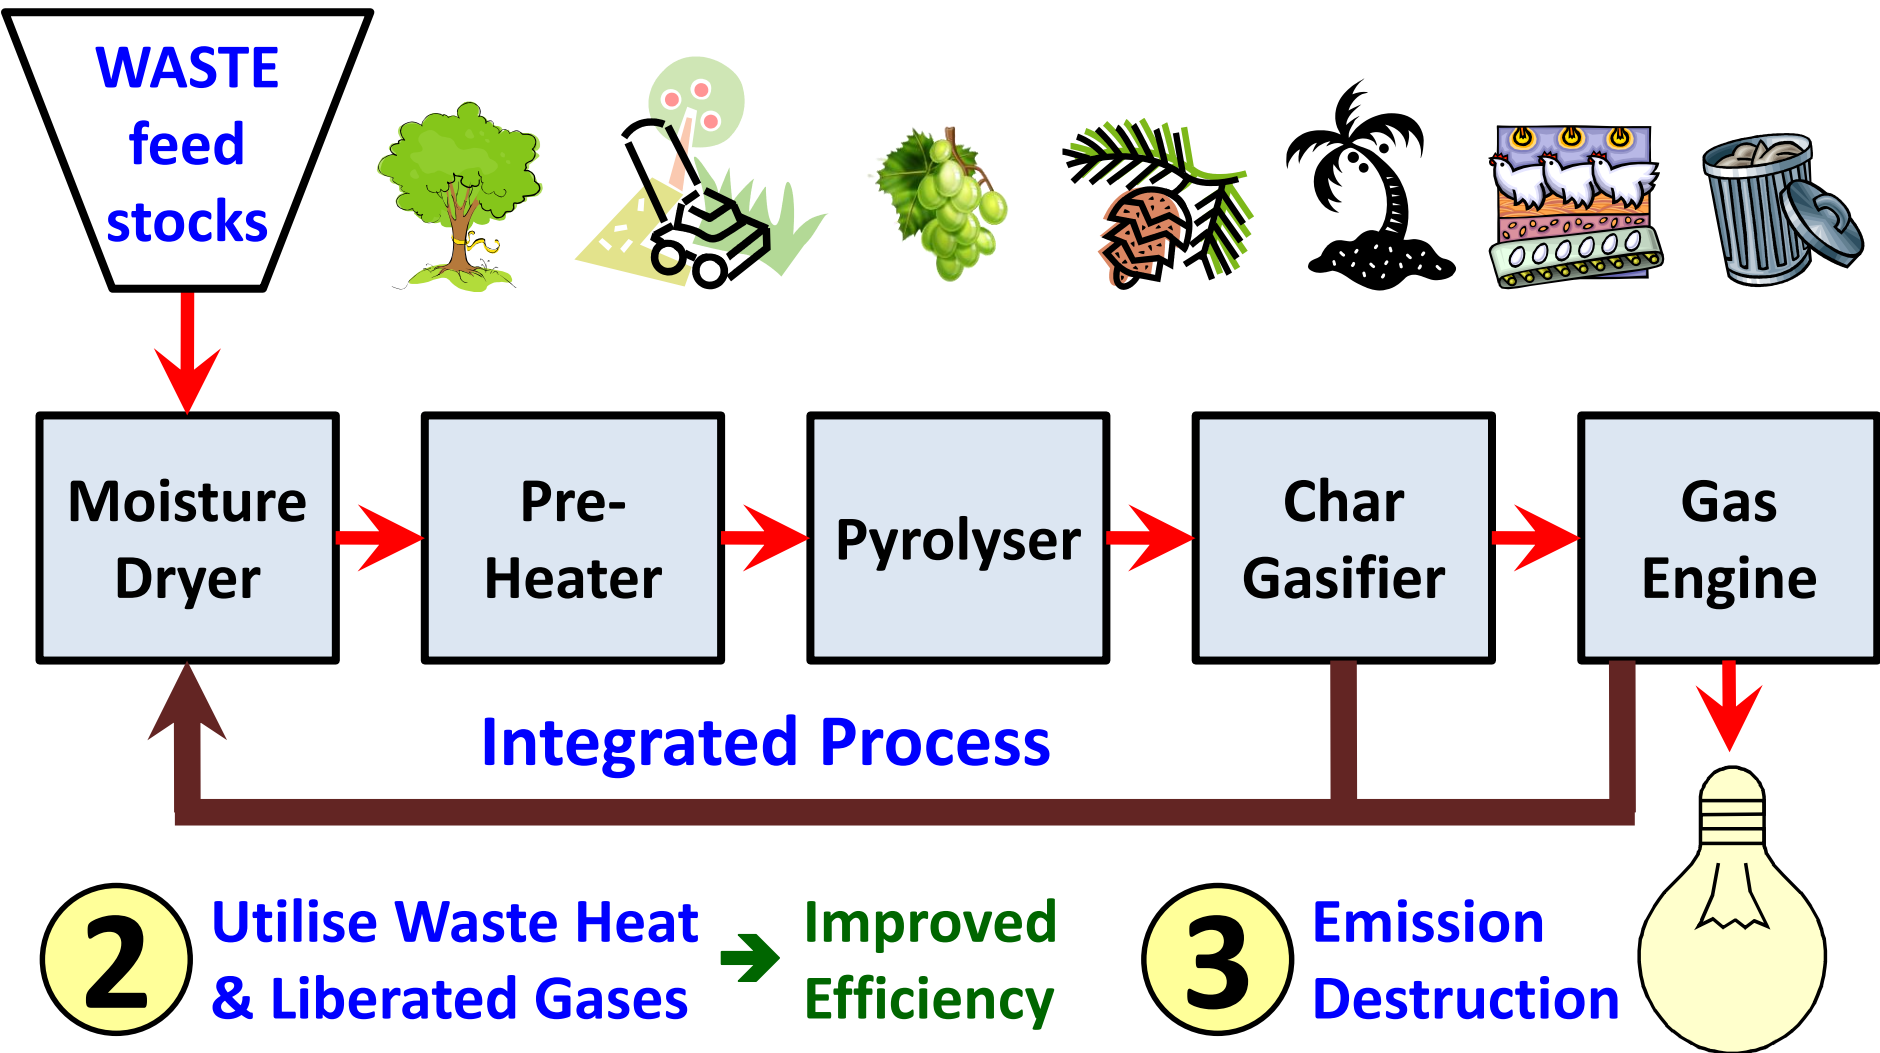 WASTE
feed
stocks
Moisture
Dryer
Pre-
Heater
Pyrolyser
Char
Gasifier
Gas
Engine
Integrated Process
2
Utilise Waste Heat
& Liberated Gases
Improved
Efficiency
3
Emission
Destruction